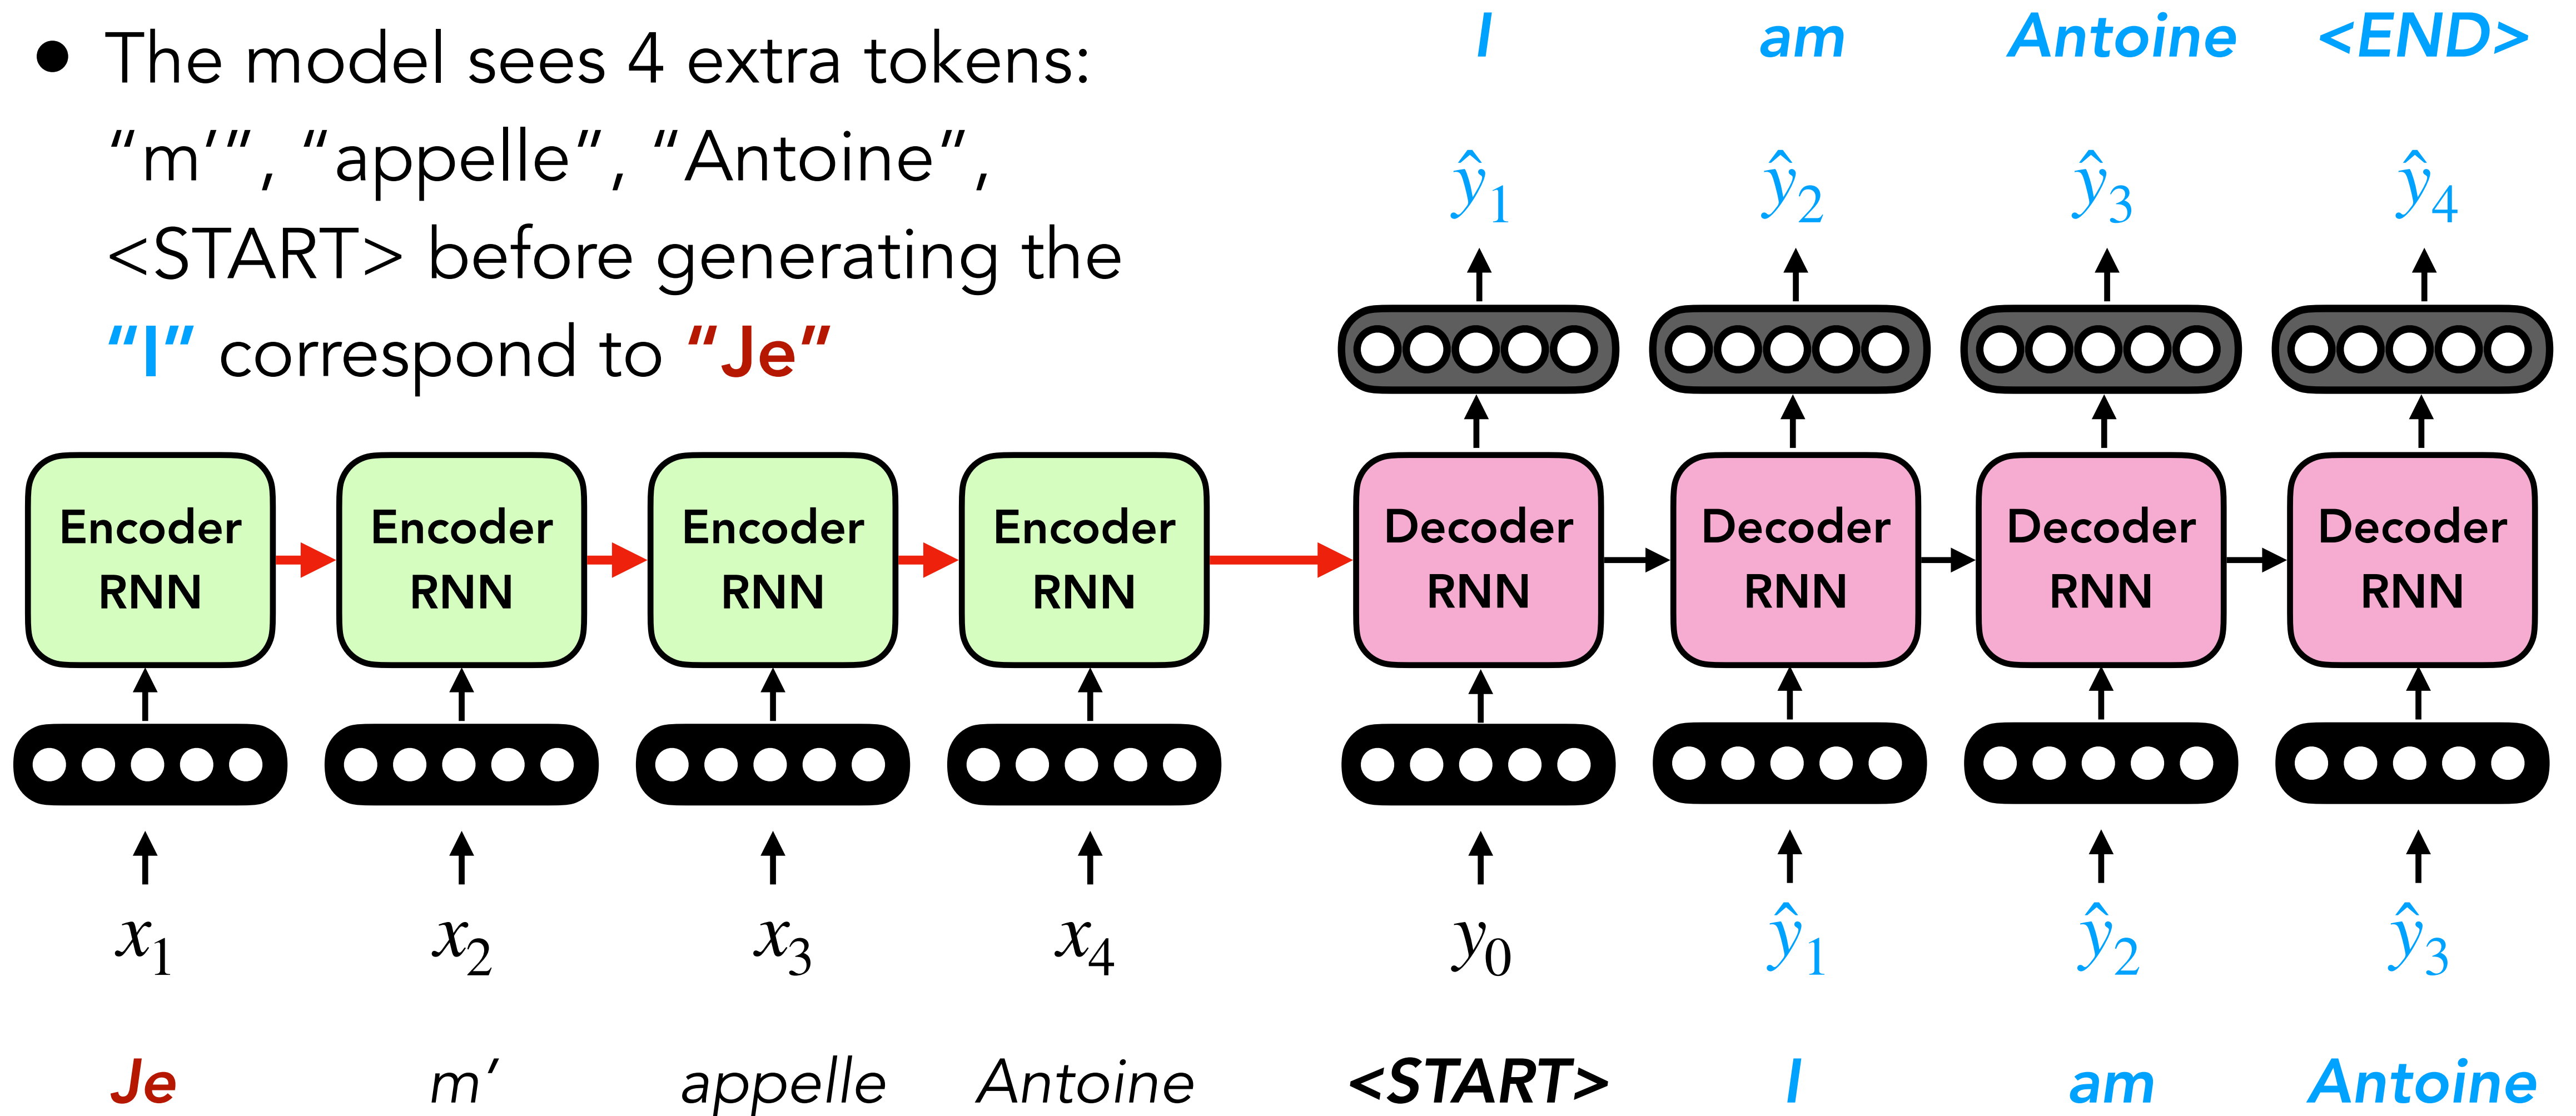 • The model sees 4 extra tokens:
“m‘”, “appelle”, “Antoine”,
<START> before generating the
“I” correspond to “Je”
I am Antoine <END>
ŷ₁ ŷ₂ ŷ₃ ŷ₄
Encoder RNN
Encoder RNN
Encoder RNN
Encoder RNN
Decoder RNN
Decoder RNN
Decoder RNN
Decoder RNN
x₁ x₂ x₃ x₄ y₀ ŷ₁ ŷ₂ ŷ₃
Je m’ appelle Antoine <START> I am Antoine